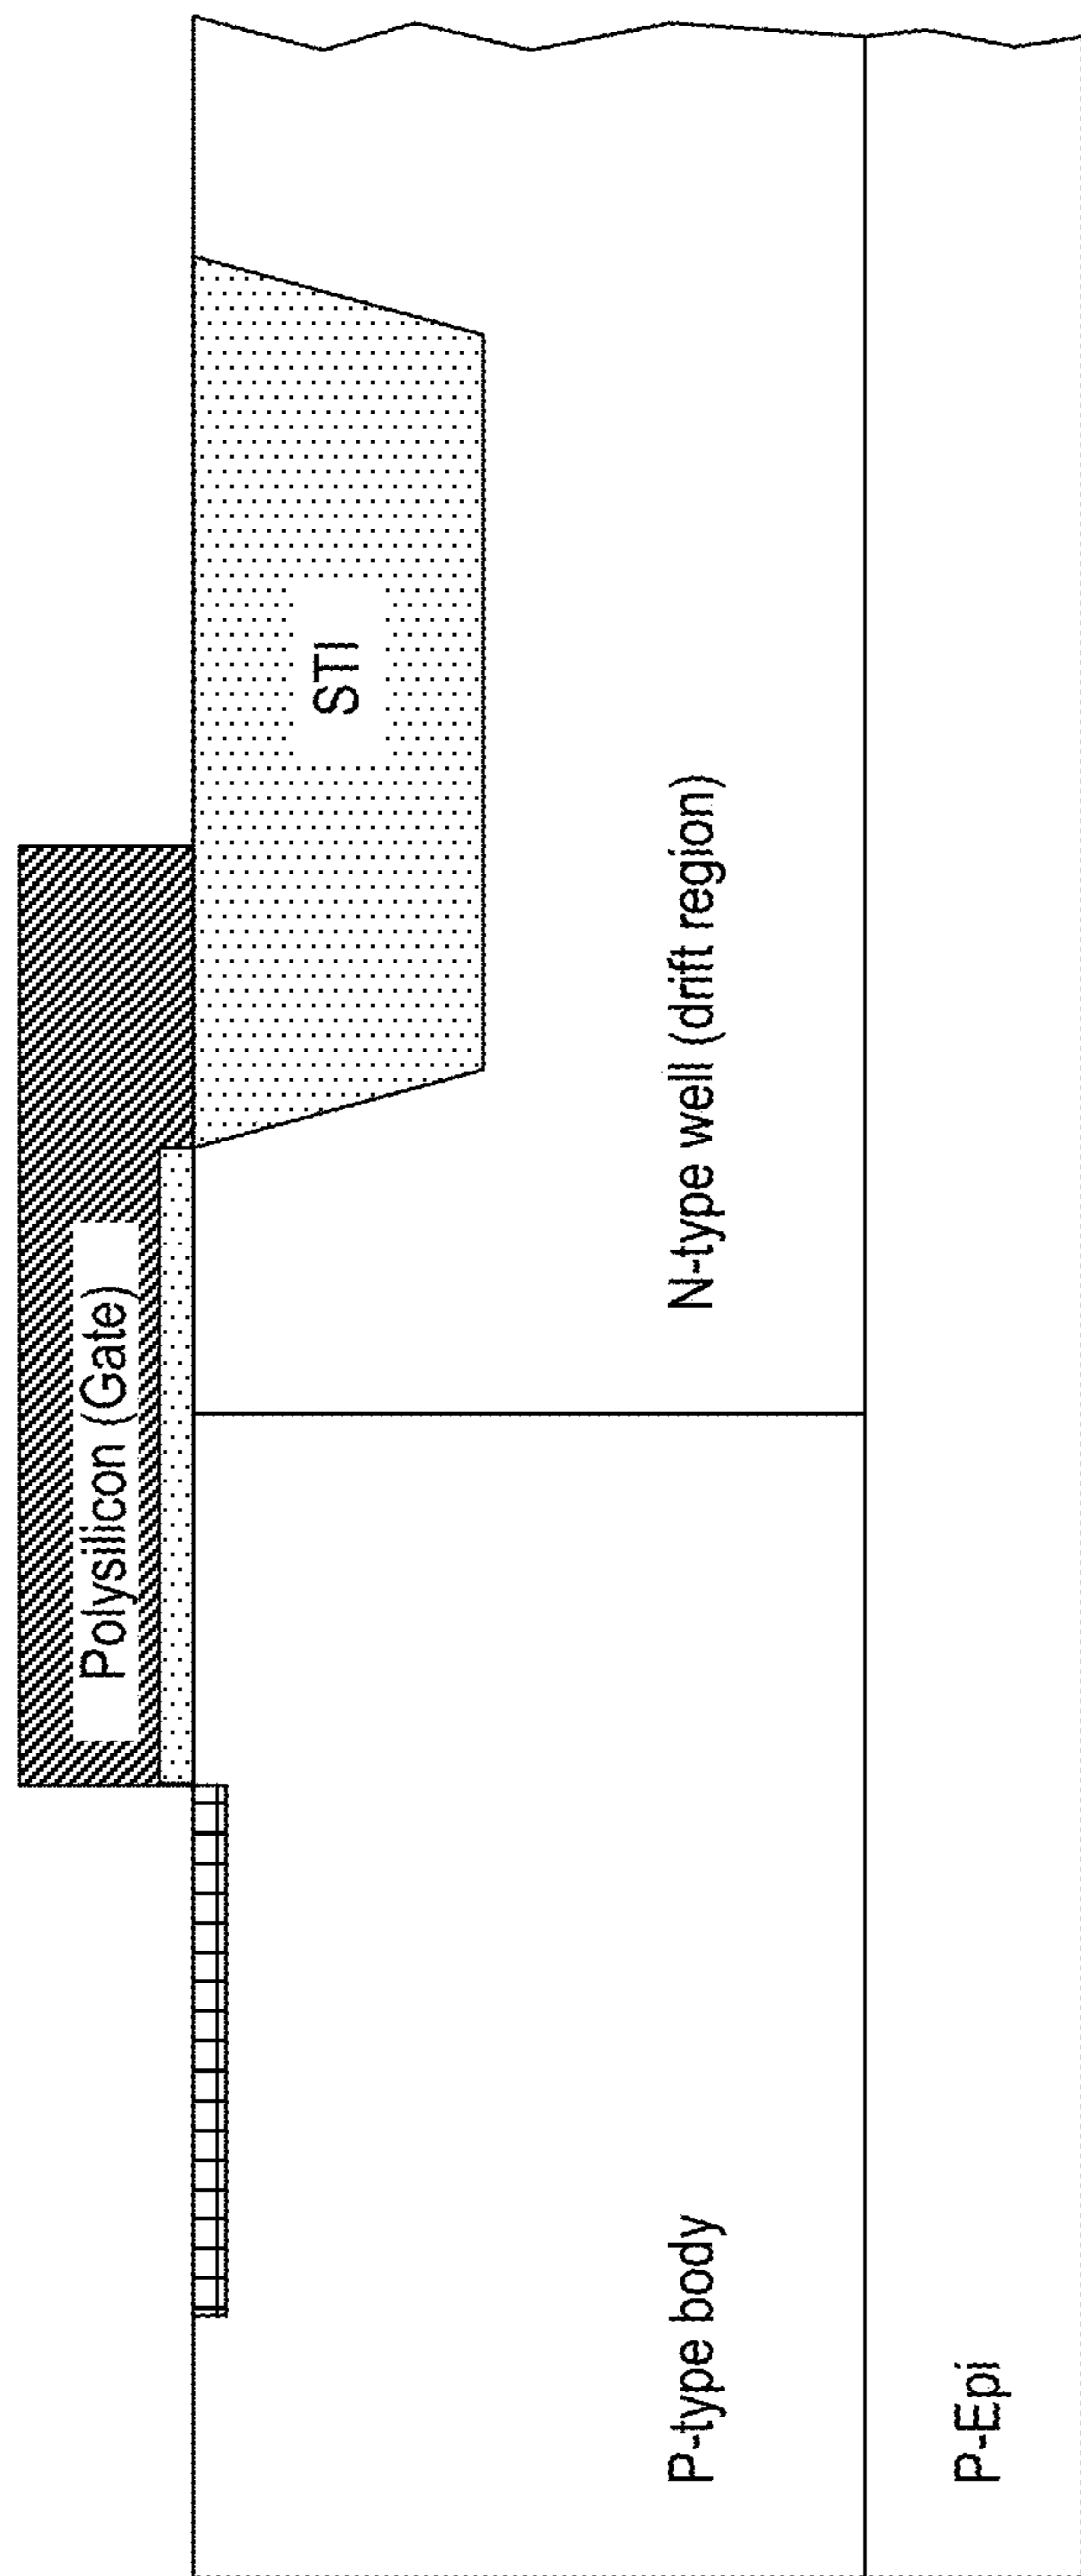 Polysilicon (Gate)
STI
P-type body
N-type well (drift region)
P-Epi